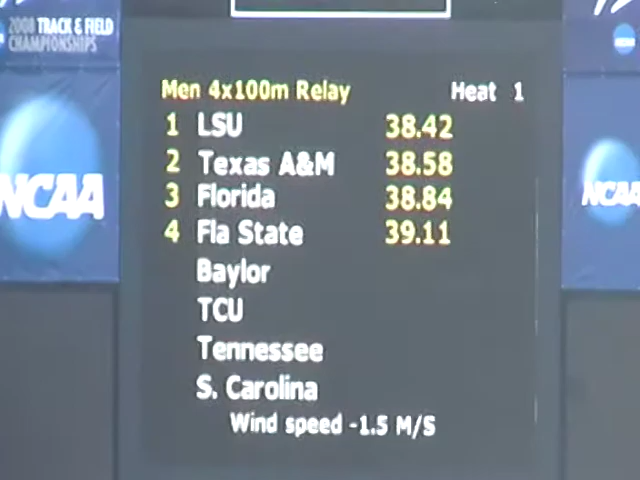 2008 TRACK & FIELD
CHAMPIONSHIPS
NCAA
Men 4x100m Relay Heat 1
1 LSU 38.42
2 Texas A&M 38.58
3 Florida 38.84
4 Fla State 39.11
Baylor
TCU
Tennessee
S. Carolina
Wind speed -1.5 M/S
NCAA
NCAA